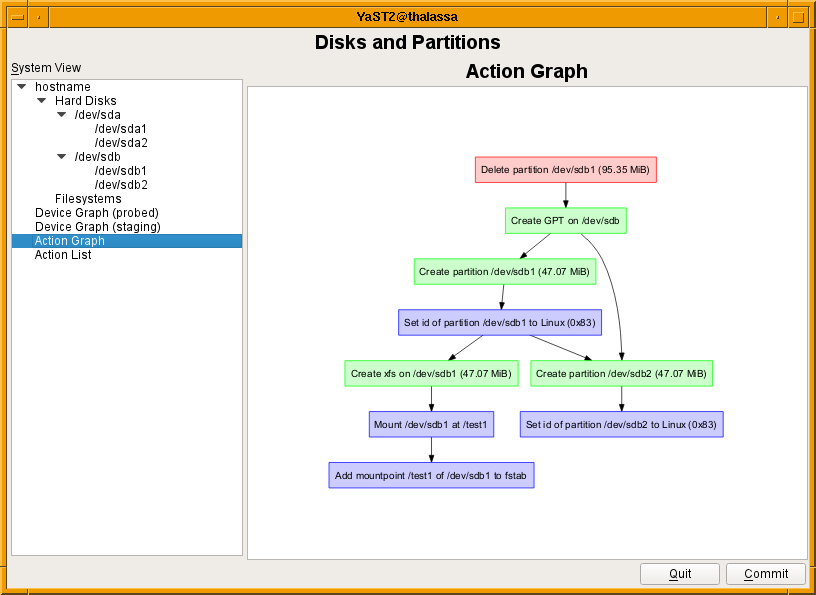 YaST2@thalassa
Disks and Partitions
System View
hostname
Hard Disks
/dev/sda
/dev/sda1
/dev/sda2
/dev/sdb
/dev/sdb1
/dev/sdb2
Filesystems
Device Graph (probed)
Device Graph (staging)
Action Graph
Action List
Action Graph
Delete partition /dev/sdb1 (95.35 MiB)
Create GPT on /dev/sdb
Create partition /dev/sdb1 (47.07 MiB)
Set id of partition /dev/sdb1 to Linux (0x83)
Create xfs on /dev/sdb1 (47.07 MiB)
Create partition /dev/sdb2 (47.07 MiB)
Mount /dev/sdb1 at /test1
Set id of partition /dev/sdb2 to Linux (0x83)
Add mountpoint /test1 of /dev/sdb1 to fstab
Quit
Commit